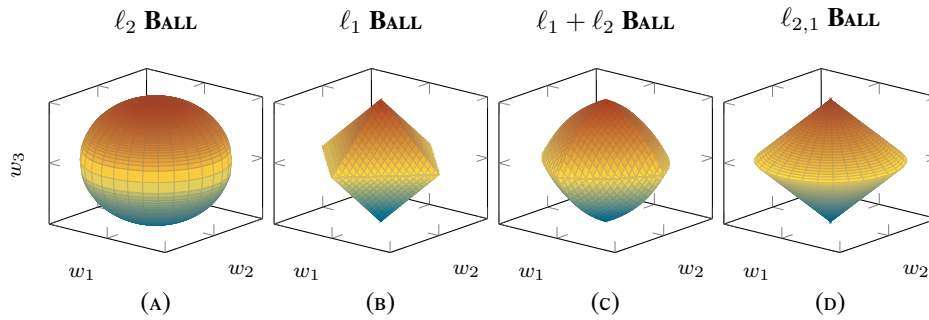 ℓ₂ BALL
ℓ₁ BALL
ℓ₁ + ℓ₂ BALL
ℓ₂,₁ BALL
w₃
w₁
w₂
w₁
w₂
w₁
w₂
w₁
w₂
(A)
(B)
(C)
(D)